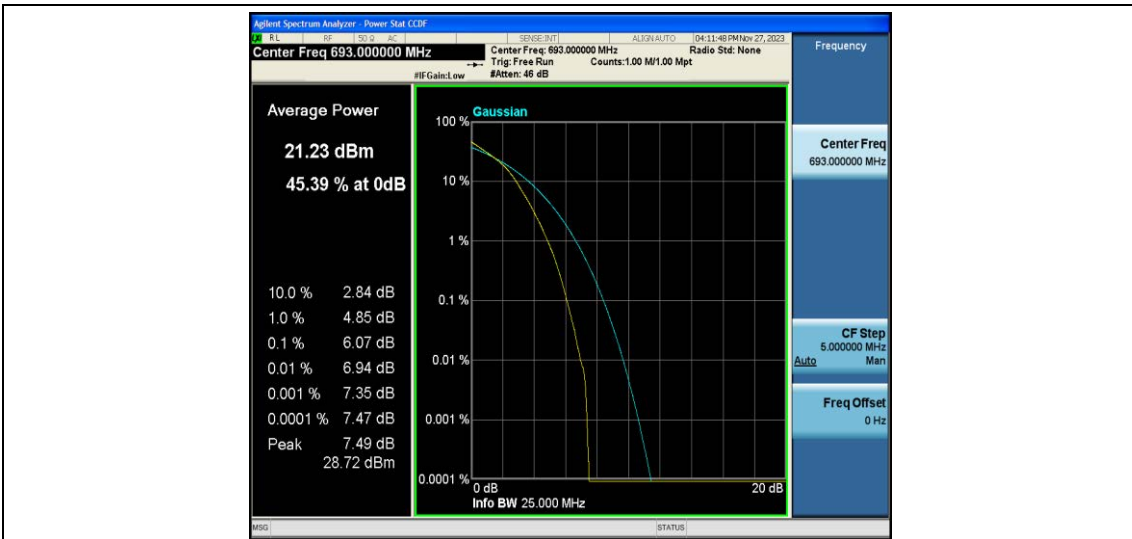 Agilent Spectrum Analyzer - Power Stat CCDF
RL RF 50 Ω AC SENSE:INT ALIGN AUTO 04:11:48 PM Nov 27, 2023
Center Freq 693.000000 MHz
Center Freq: 693.000000 MHz Radio Std: None
Trig: Free Run Counts:1.00 M/1.00 Mpt
#IFGain:Low #Atten: 46 dB
Average Power
21.23 dBm
45.39 % at 0dB
10.0 % 2.84 dB
1.0 % 4.85 dB
0.1 % 6.07 dB
0.01 % 6.94 dB
0.001 % 7.35 dB
0.0001 % 7.47 dB
Peak 7.49 dB
28.72 dBm
Gaussian
100 %
10 %
1 %
0.1 %
0.01 %
0.001 %
0.0001 %
0 dB 20 dB
Info BW 25.000 MHz
Frequency
Center Freq
693.000000 MHz
CF Step
5.000000 MHz
Auto Man
Freq Offset
0 Hz
MSG STATUS